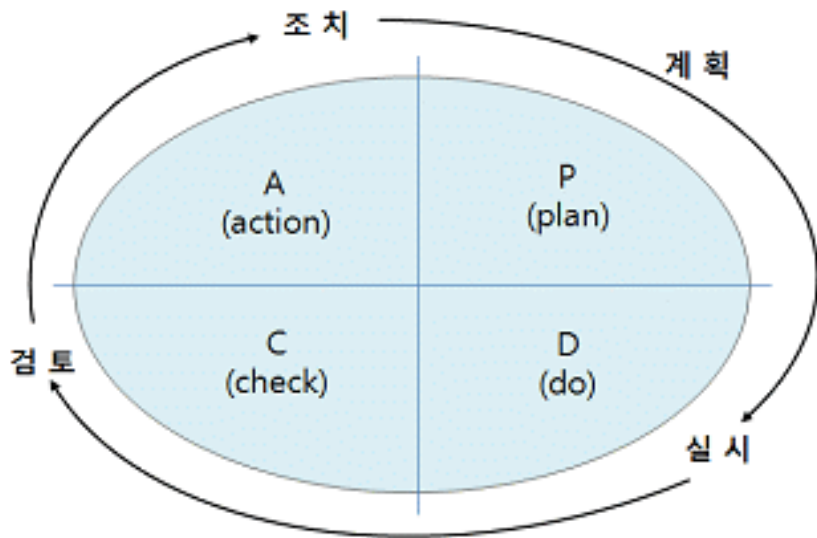 조 치
계 획
A
(action)
P
(plan)
C
(check)
D
(do)
검 토
실 시